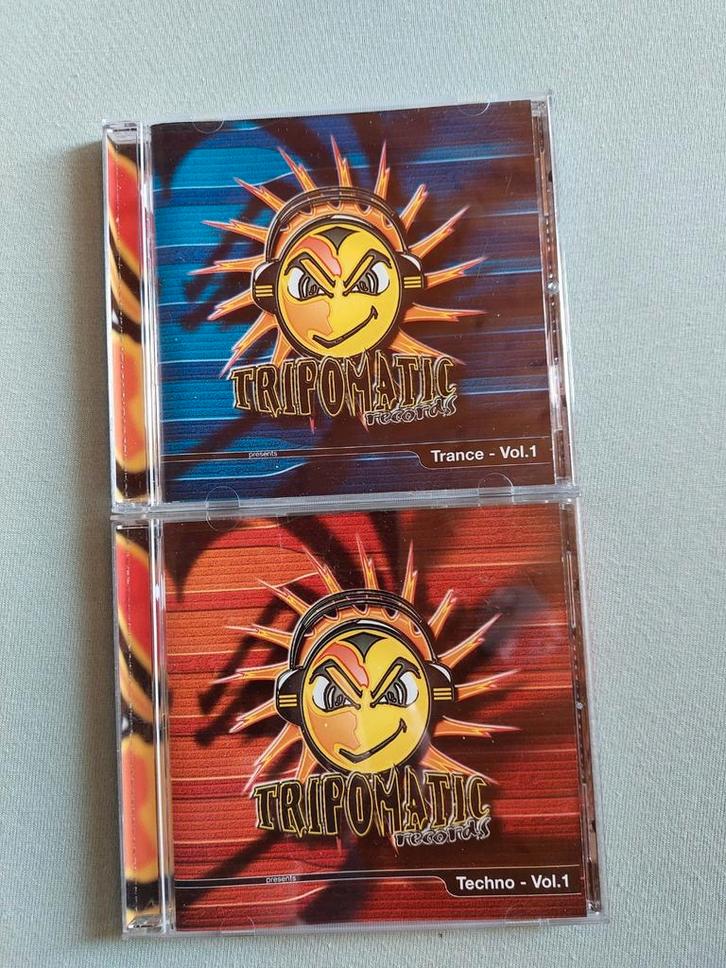 TRIPOMATIC
records
presents
Trance - Vol.1
TRIPOMATIC
records
presents
Techno - Vol.1